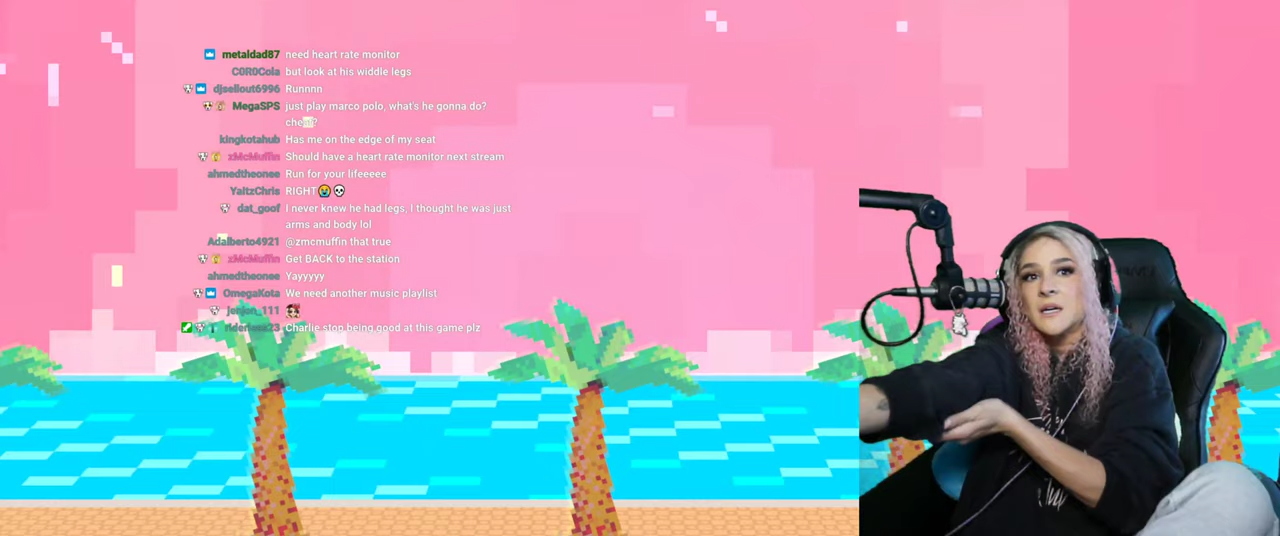 metaldad87 need heart rate monitor
C0R0Cola but look at his widdle legs
djsellout6996 Runnnn
MegaSPS just play marco polo, what's he gonna do?
kingkotahub Has me on the edge of my seat
xMcMuffin Should have a heart rate monitor next stream
ahmedtheonee Run for your lifeeeee
YaltzChris RIGHT😭💀
dat_goof I never knew he had legs, I thought he was just
arms and body lol
Adalberto4921 @zmcmuffin that true
xMcMuffin Get BACK to the station
ahmedtheonee Yayyyyy
OmegaKota We need another music playlist
jenjon_111
Charlie stop being good at this game plz